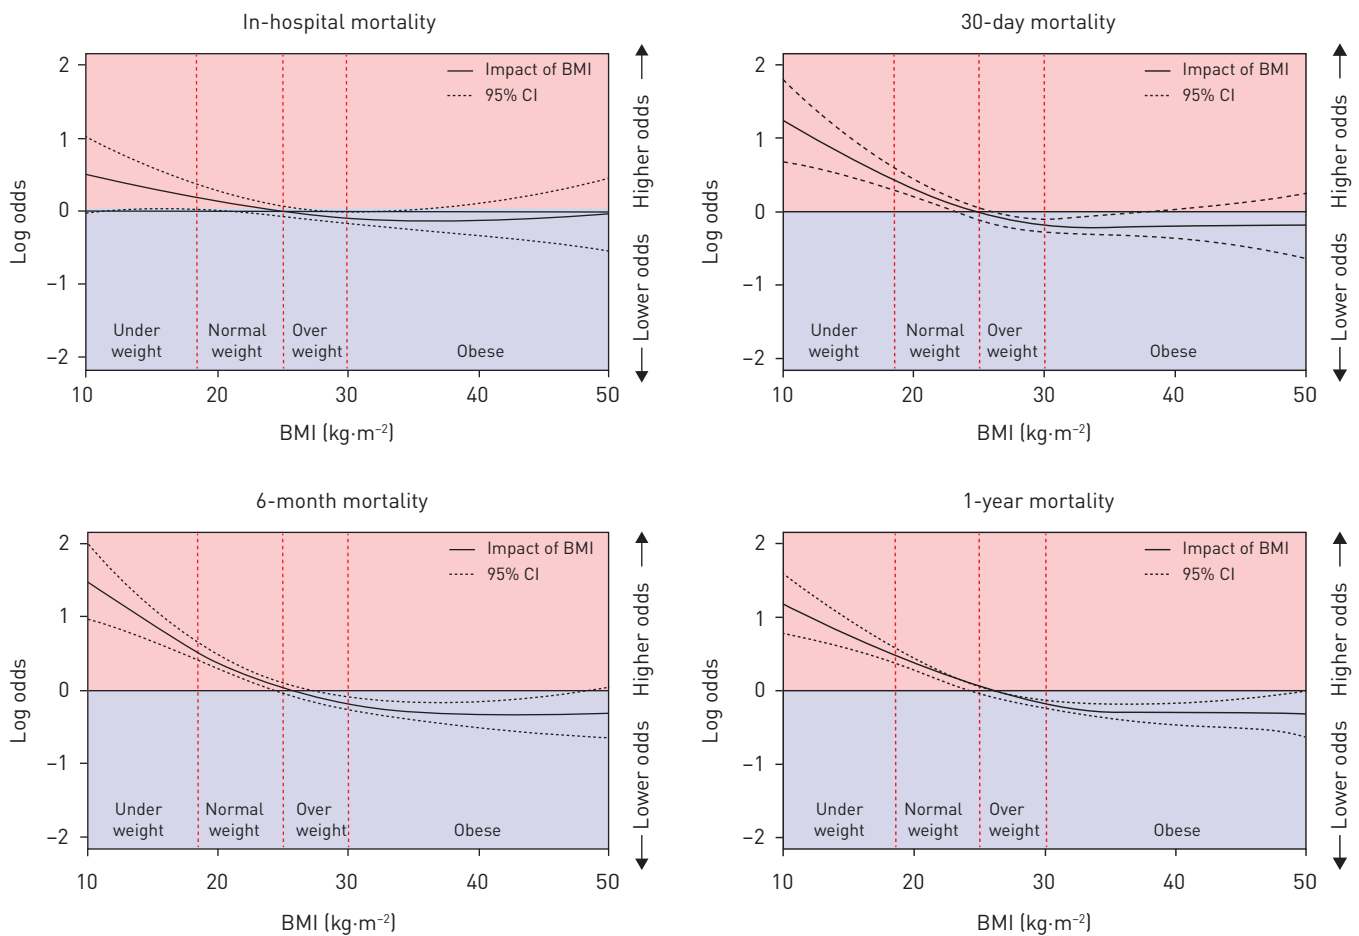 In-hospital mortality
2
1
0
−1
−2
Log odds
Impact of BMI
95% CI
Under
weight
Normal
weight
Over
weight
Obese
10
20
30
40
50
BMI (kg·m⁻²)
Higher odds
Lower odds
30-day mortality
2
1
0
−1
−2
Log odds
Impact of BMI
95% CI
Under
weight
Normal
weight
Over
weight
Obese
10
20
30
40
50
BMI (kg·m⁻²)
Higher odds
Lower odds
6-month mortality
2
1
0
−1
−2
Log odds
Impact of BMI
95% CI
Under
weight
Normal
weight
Over
weight
Obese
10
20
30
40
50
BMI (kg·m⁻²)
Higher odds
Lower odds
1-year mortality
2
1
0
−1
−2
Log odds
Impact of BMI
95% CI
Under
weight
Normal
weight
Over
weight
Obese
10
20
30
40
50
BMI (kg·m⁻²)
Higher odds
Lower odds